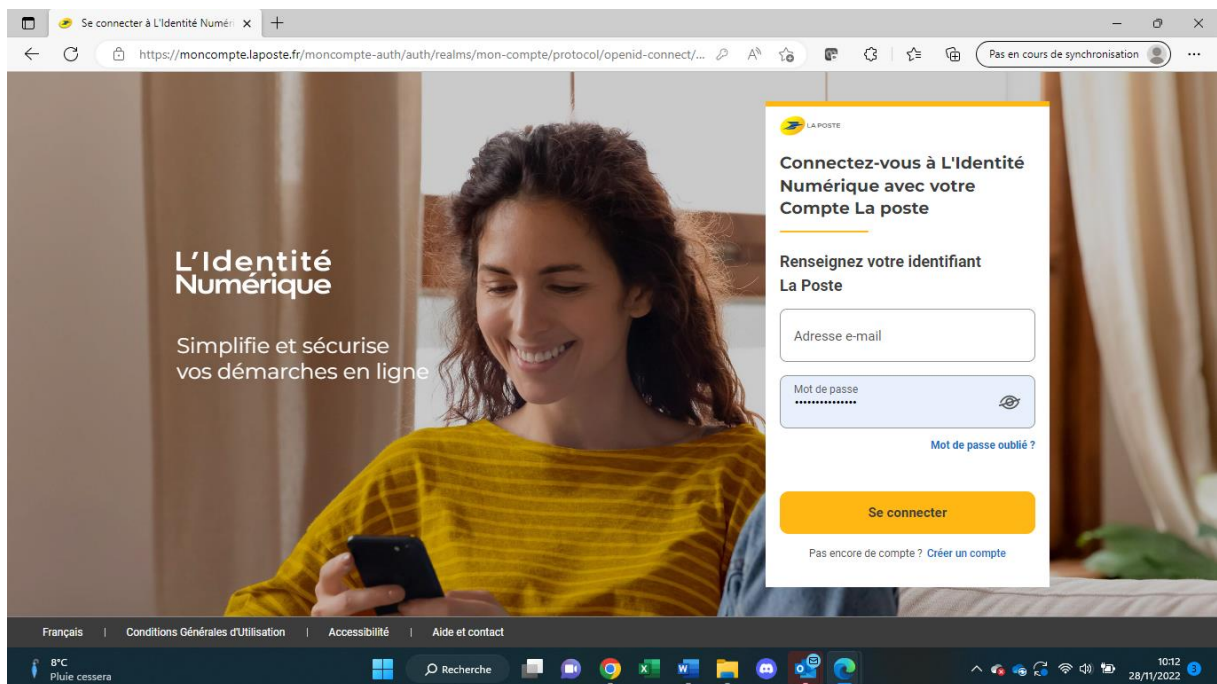 Se connecter à L'Identité Numéri
https://moncompte.laposte.fr/moncompte-auth/auth/realms/mon-compte/protocol/openid-connect/...
Pas en cours de synchronisation
LA POSTE
Connectez-vous à L'Identité
Numérique avec votre
Compte La poste
Renseignez votre identifiant
La Poste
Adresse e-mail
Mot de passe
Mot de passe oublié ?
Se connecter
Pas encore de compte ? Créer un compte
L'Identité
Numérique
Simplifie et sécurise
vos démarches en ligne
Français | Conditions Générales d'Utilisation | Accessibilité | Aide et contact
8°C
Pluie cessera
Recherche
10:12
28/11/2022
3